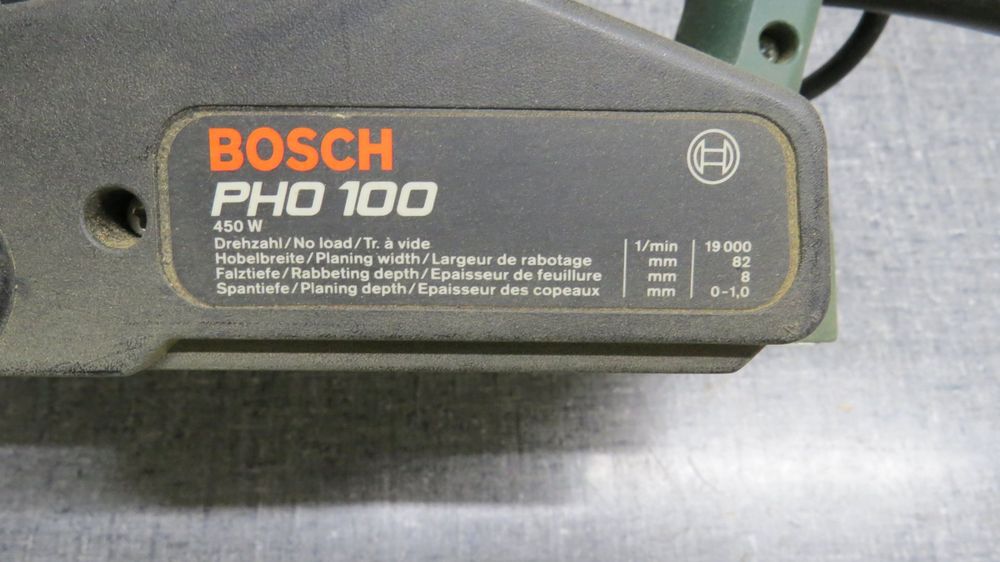 BOSCH
PHO 100
450 W
Drehzahl/No load/Tr. à vide 1/min 19 000
Hobelbreite/Planing width/Largeur de rabotage mm 82
Falztiefe/Rabbeting depth/Epaisseur de feuillure mm 8
Spantiefe/Planing depth/Epaisseur des copeaux mm 0-1,0